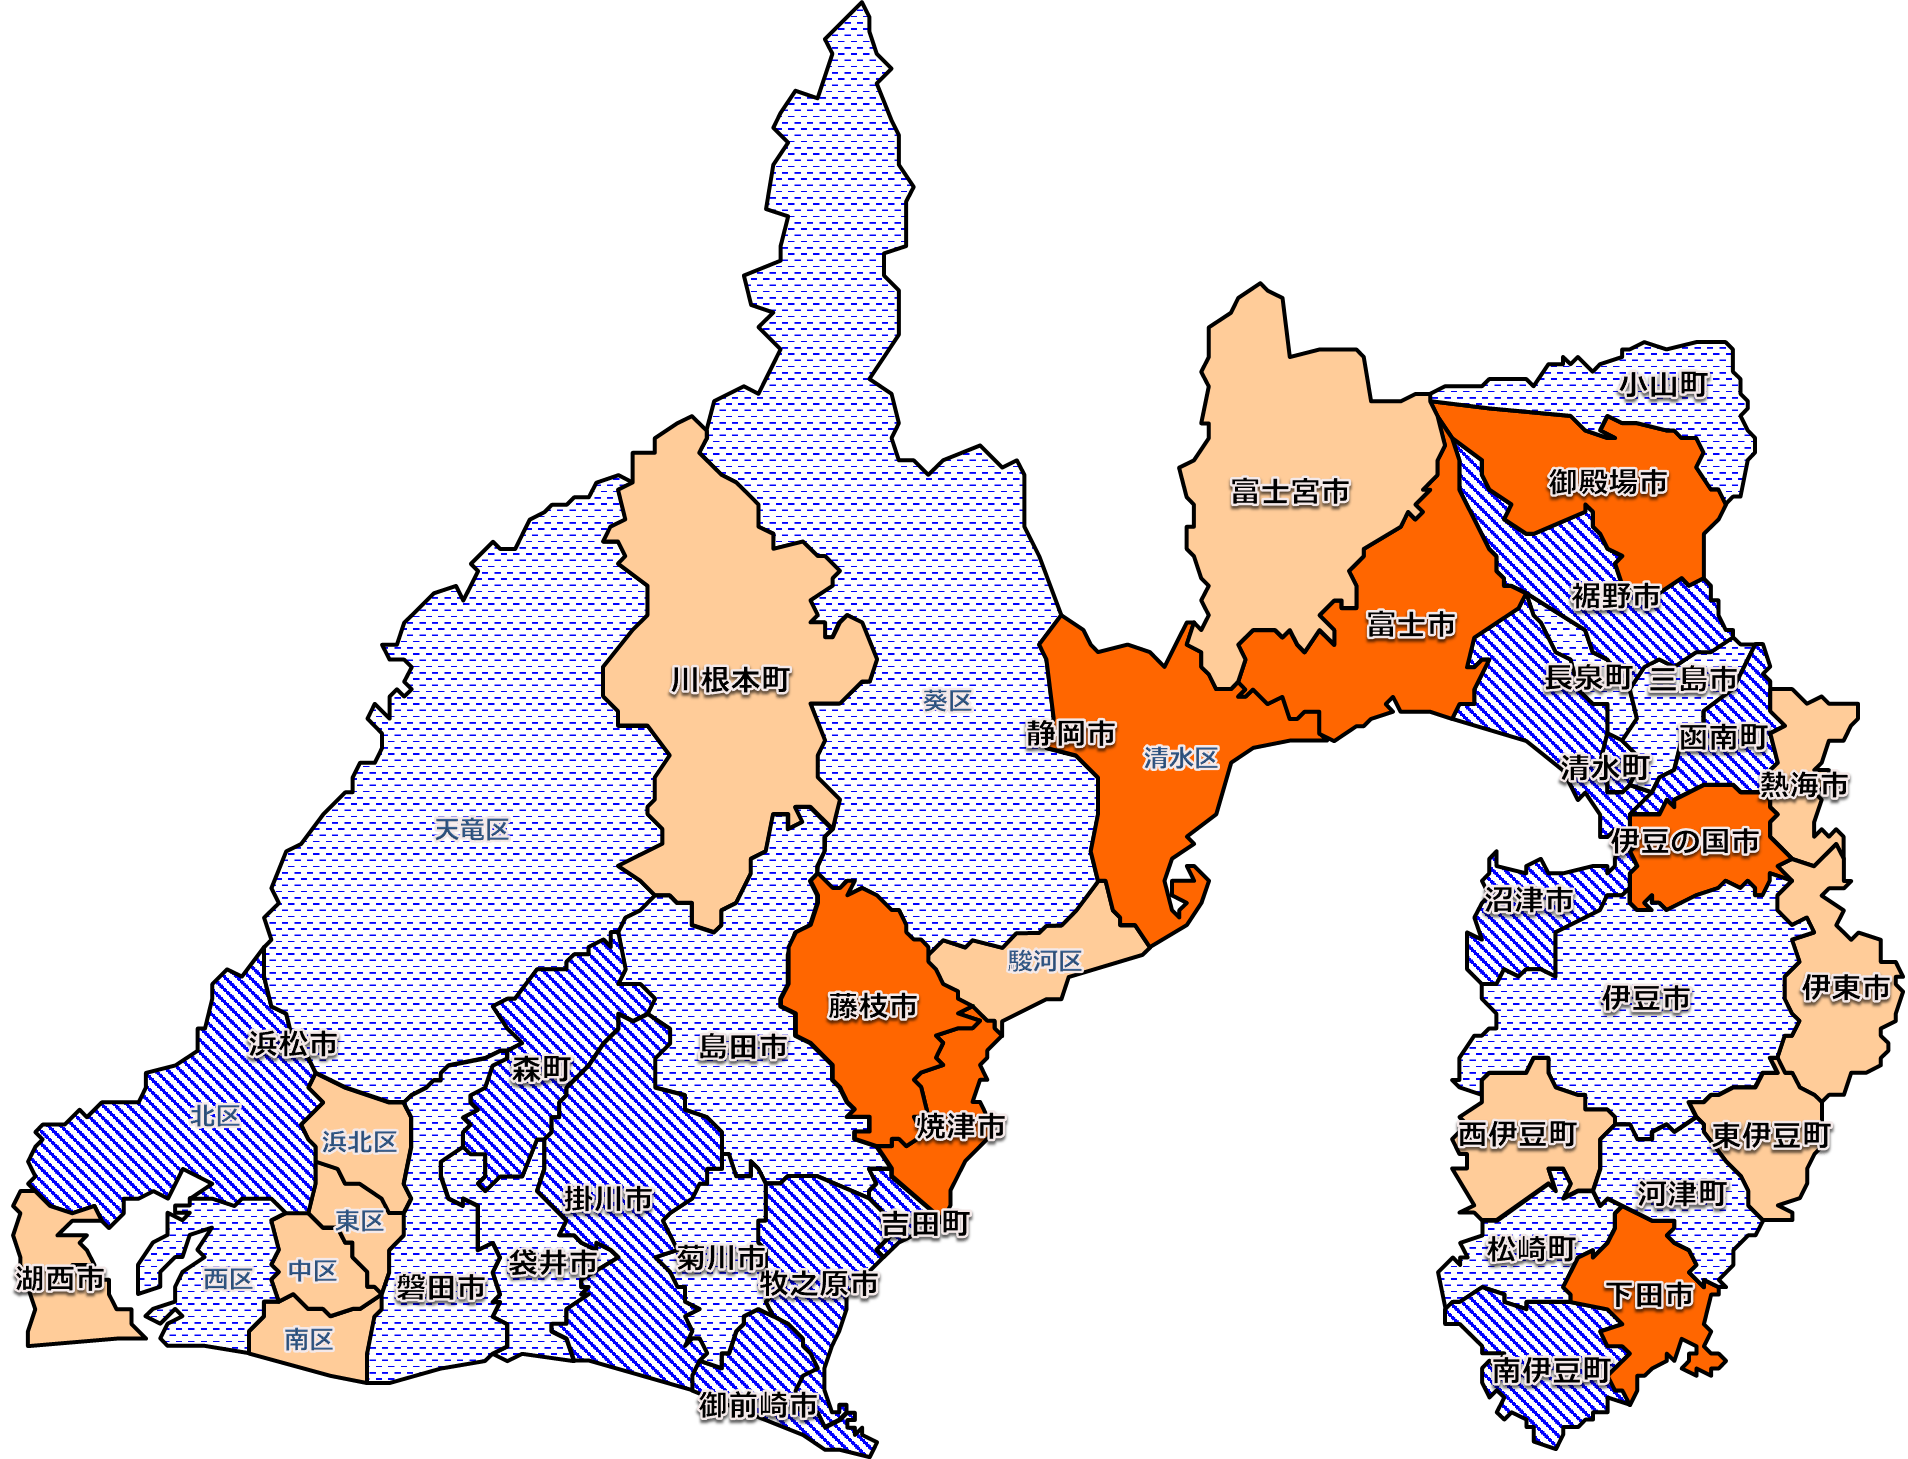 小山町
御殿場市
富士宮市
裾野市
富士市
長泉町
三島市
川根本町
葵区
静岡市
函南町
清水区
清水町
熱海市
天竜区
伊豆の国市
沼津市
駿河区
伊東市
伊豆市
藤枝市
浜松市
島田市
森町
北区
焼津市
西伊豆町
東伊豆町
浜北区
掛川市
河津町
東区
吉田町
松崎町
菊川市
袋井市
中区
西区
湖西市
磐田市
牧之原市
下田市
南区
南伊豆町
御前崎市